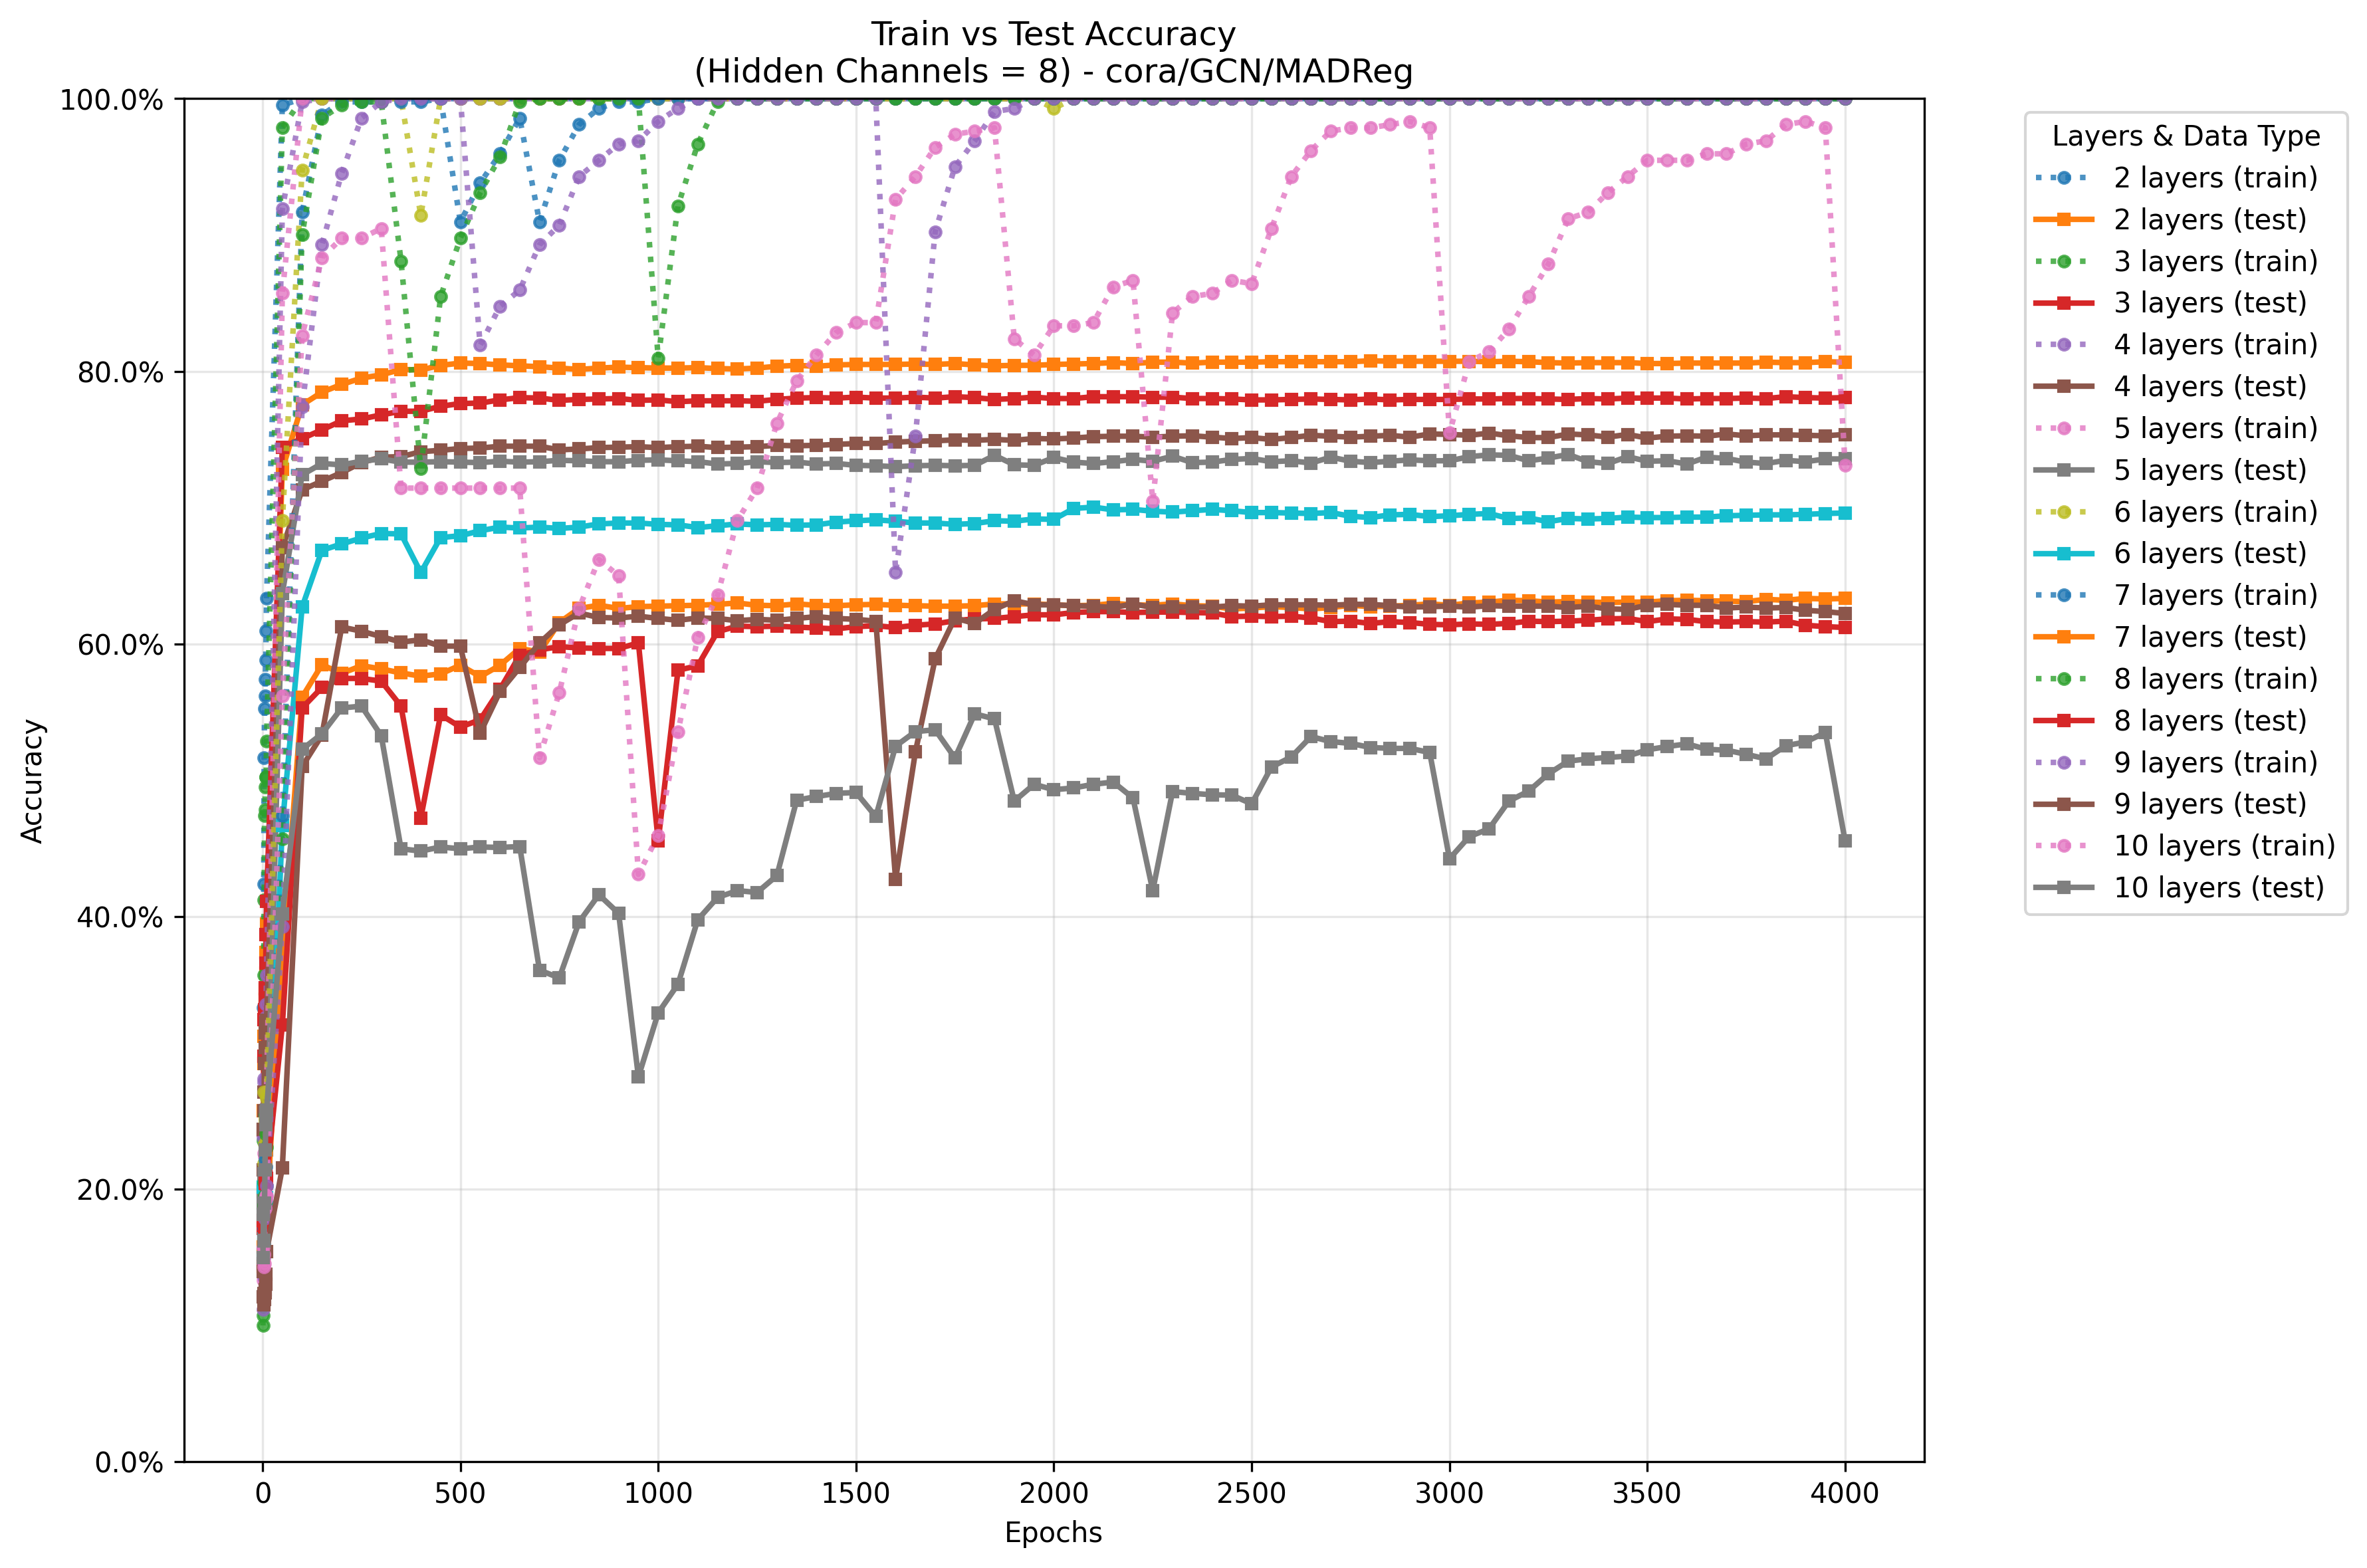 Train vs Test Accuracy
(Hidden Channels = 8) - cora/GCN/MADReg
100.0%
80.0%
60.0%
40.0%
20.0%
0.0%
Accuracy
0
500
1000
1500
2000
2500
3000
3500
4000
Epochs
Layers & Data Type
2 layers (train)
2 layers (test)
3 layers (train)
3 layers (test)
4 layers (train)
4 layers (test)
5 layers (train)
5 layers (test)
6 layers (train)
6 layers (test)
7 layers (train)
7 layers (test)
8 layers (train)
8 layers (test)
9 layers (train)
9 layers (test)
10 layers (train)
10 layers (test)